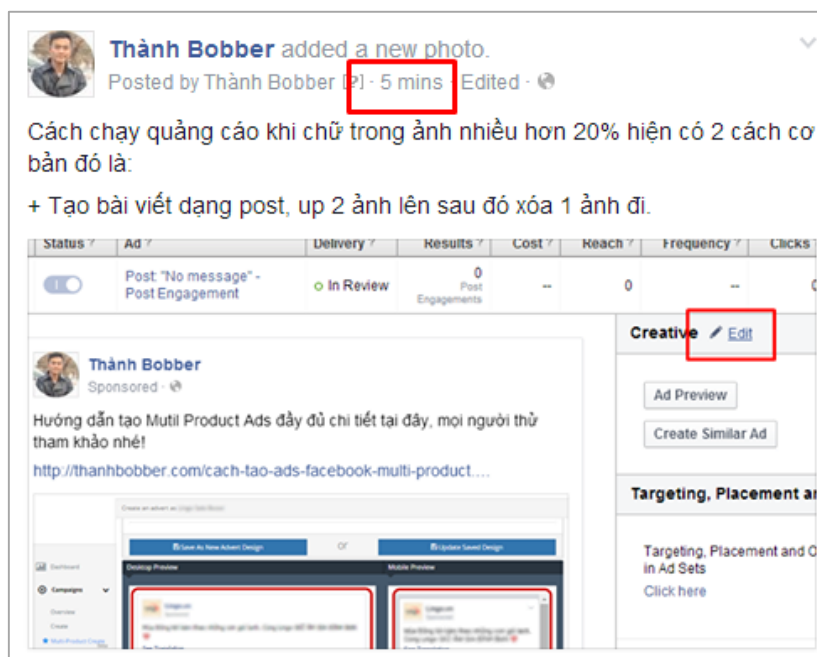 Thành Bobber added a new photo.
Posted by Thành Bobber [?] · 5 mins · Edited ·
Cách chạy quảng cáo khi chữ trong ảnh nhiều hơn 20% hiện có 2 cách cơ
bản đó là:
+ Tạo bài viết dạng post, up 2 ảnh lên sau đó xóa 1 ảnh đi.
Status ? Ad ? Delivery ? Results ? Cost ? Reach ? Frequency ? Clicks
Post: "No message" -
Post Engagement
In Review
0
Post
Engagements
--
0
--
Creative Edit
Thành Bobber
Sponsored ·
Ad Preview
Create Similar Ad
Hướng dẫn tạo Mutil Product Ads đầy đủ chi tiết tại đây, mọi người thử
tham khảo nhé!
http://thanhbobber.com/cach-tao-ads-facebook-multi-product....
Targeting, Placement
Targeting, Placement and
in Ad Sets
Click here
Save As New Advert Design
or
Update Saved Design
Desktop Preview
Mobile Preview
Dashboard
Campaigns
Overview
Create
Multi-Product Create